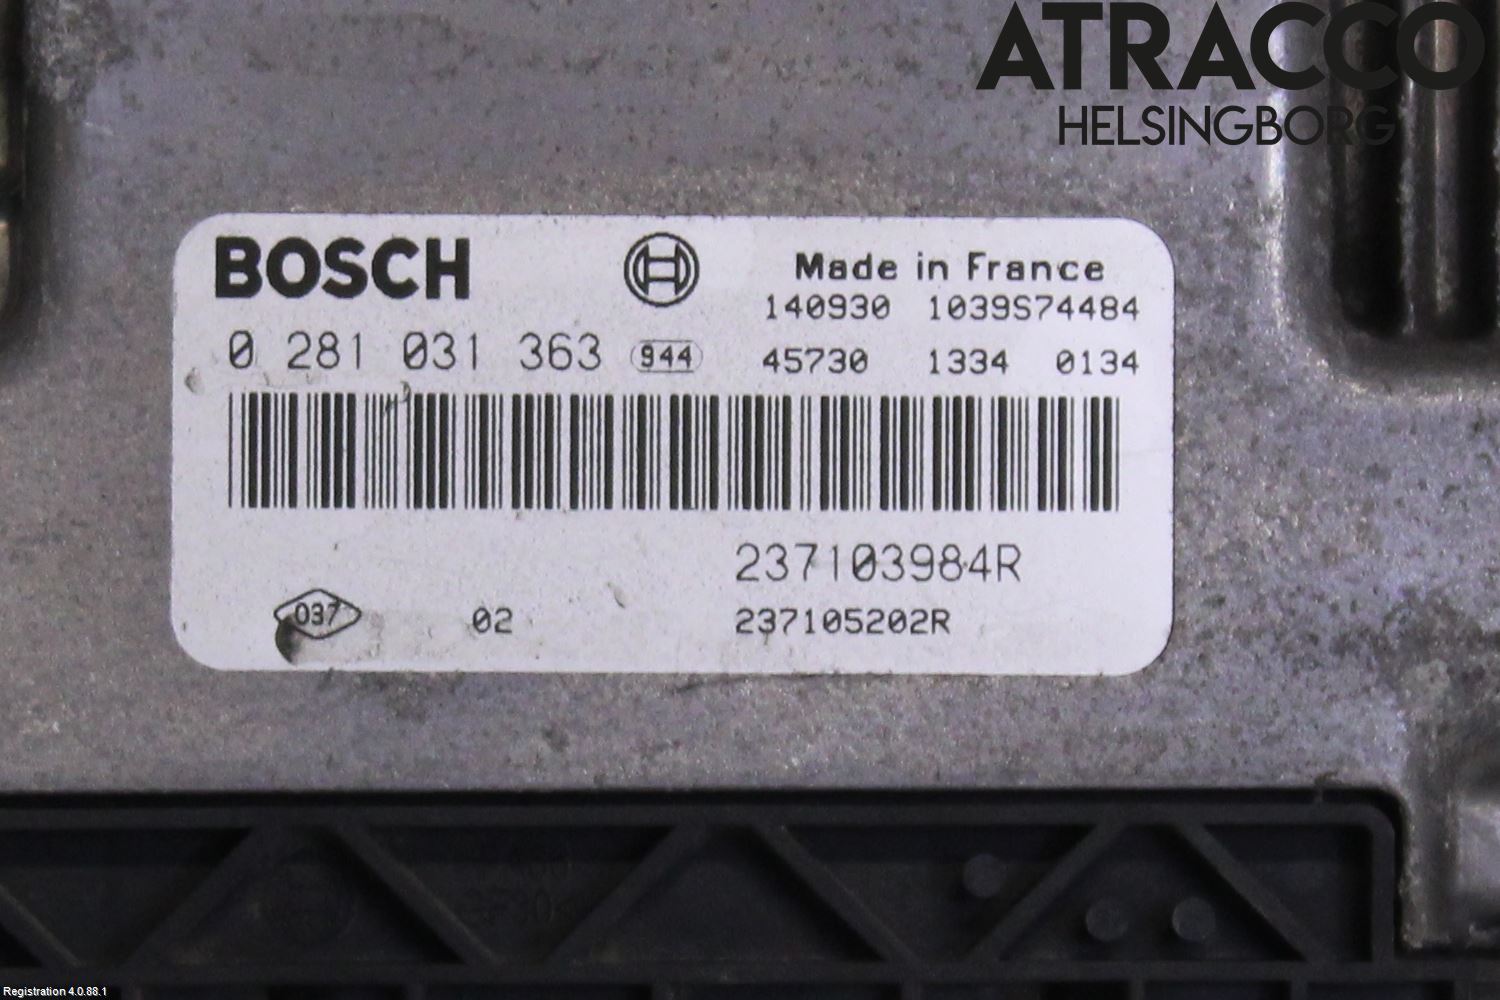 ATRACCO
HELSINGBORG
BOSCH
Made in France
140930 1039S74484
0 281 031 363 944
45730 1334 0134
237103984R
037 02 237105202R
Registration 4.0.88.1